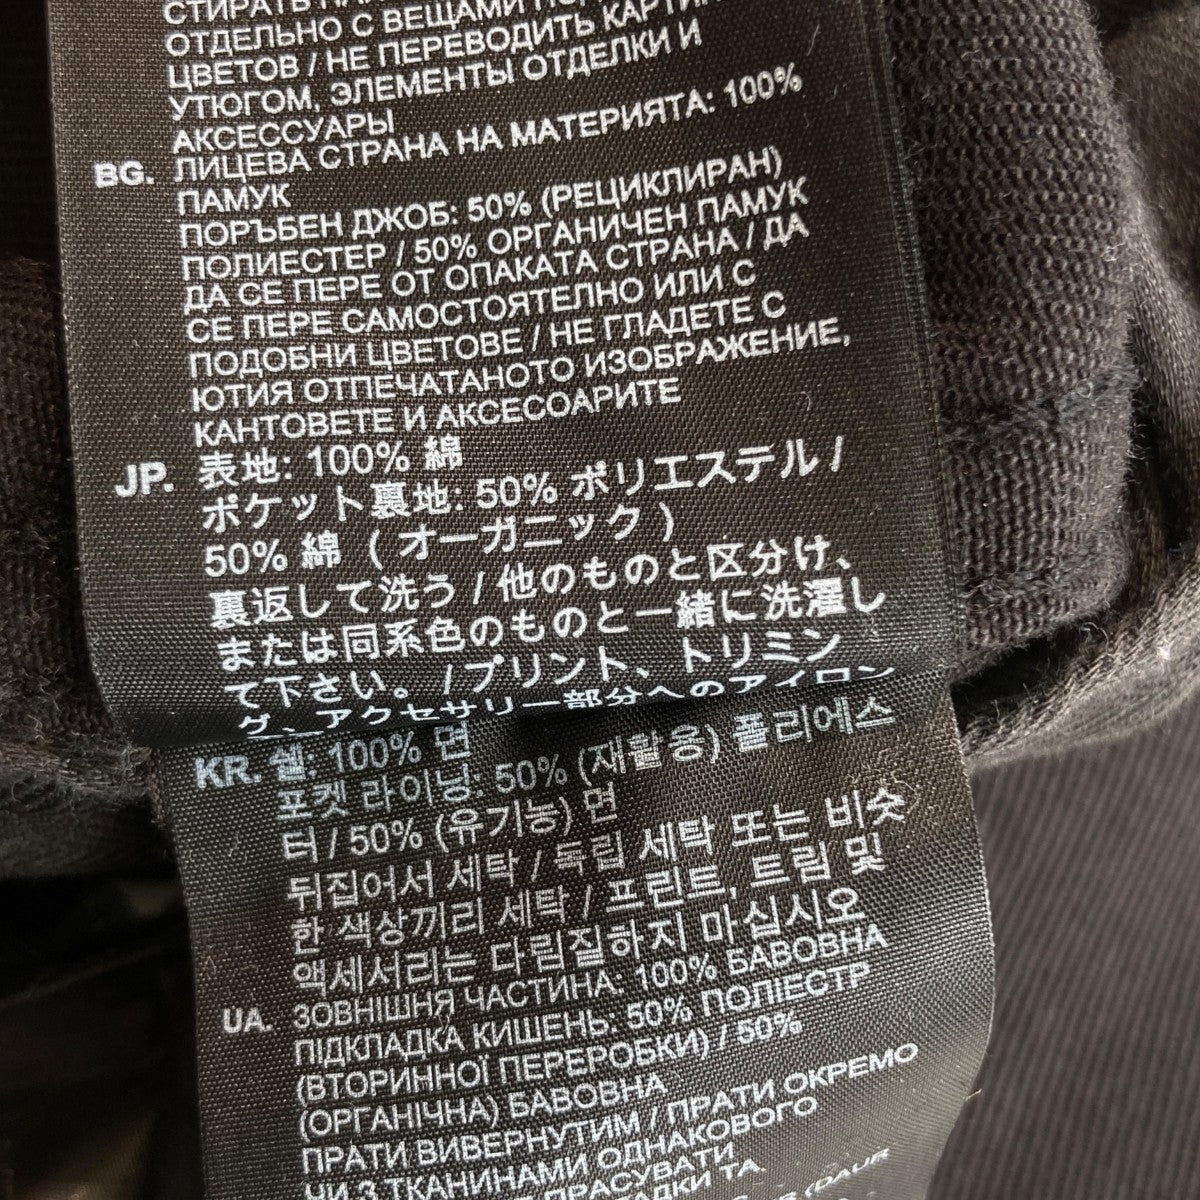 СТИРАТЬ
ОТДЕЛЬНО С ВЕЩАМИ
ЦВЕТОВ / НЕ ПЕРЕВОДИТЬ
УТЮГОМ, ЭЛЕМЕНТЫ ОТДЕЛКИ И
АКСЕССУАРЫ
BG. ЛИЦЕВА СТРАНА НА МАТЕРИЯТА: 100%
ПАМУК
ПОРЪБЕН ДЖОБ: 50% (РЕЦИКЛИРАН)
ПОЛИЕСТЕР / 50% ОРГАНИЧЕН ПАМУК
ДА СЕ ПЕРЕ ОТ ОПАКАТА СТРАНА / ДА
СЕ ПЕРЕ САМОСТОЯТЕЛНО ИЛИ С
ПОДОБНИ ЦВЕТОВЕ / НЕ ГЛАДЕТЕ С
ЮТИЯ ОТПЕЧАТАНОТО ИЗОБРАЖЕНИЕ,
КАНТОВЕТЕ И АКСЕСОАРИТЕ
JP. 表地: 100% 綿
ポケット裏地: 50% ポリエステル /
50% 綿 ( オーガニック )
裏返して洗う / 他のものと区分け、
または同系色のものと一緒に洗濯し
て下さい。 /プリント、トリミン
グ、アクセサリー部分へのアイロン
KR. 쉘: 100% 면
포켓 라이닝: 50% (재활용) 폴리에스
터 / 50% (유기농) 면
뒤집어서 세탁 / 독립 세탁 또는 비슷
한 색상끼리 세탁 / 프린트, 트림 및
액세서리는 다림질하지 마십시오
UA. ЗОВНІШНЯ ЧАСТИНА: 100% БАВОВНА
ПІДКЛАДКА КИШЕНЬ: 50% ПОЛІЕСТР
(ВТОРИННОЇ ПЕРЕРОБКИ) / 50%
(ОРГАНІЧНА) БАВОВНА
ПРАТИ ВИВЕРНУТИМ / ПРАТИ ОКРЕМО
ЧИ З ТКАНИНАМИ ОДНАКОВОГО
ПРАСУВАТИ
ТА